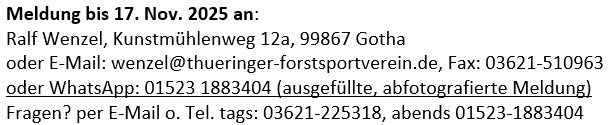 Meldung bis 17. Nov. 2025 an:
Ralf Wenzel, Kunstmühlenweg 12a, 99867 Gotha
oder E-Mail: wenzel@thueringer-forstsportverein.de, Fax: 03621-510963
oder WhatsApp: 01523 1883404 (ausgefüllte, abfotografierte Meldung)
Fragen? per E-Mail o. Tel. tags: 03621-225318, abends 01523-1883404